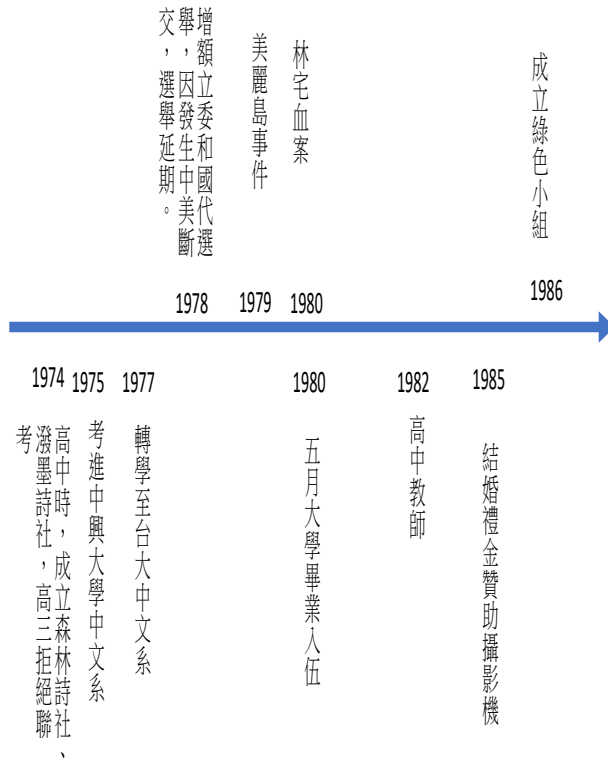 增額立委和國代選
舉，因發生中美斷
交，選舉延期。
1978
美麗島事件
1979
林宅血案
1980
成立綠色小組
1986
1974
高中時，成立森林詩社、
潑墨詩社，高三拒絕聯
考
1975
考進中興大學中文系
1977
轉學至台大中文系
1980
五月大學畢業入伍
1982
高中教師
1985
結婚禮金贊助攝影機